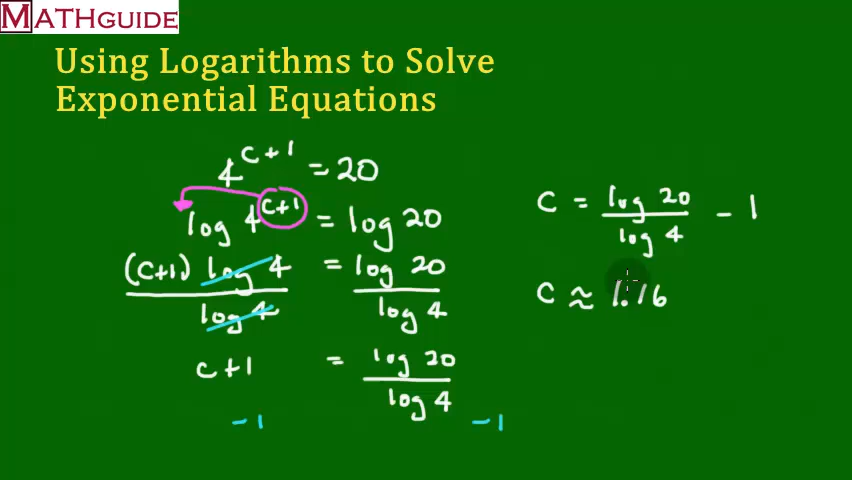 MATHGUIDE
Using Logarithms to Solve
Exponential Equations
4^(C+1) = 20
log 4^(C+1) = log 20
(C+1) log 4 / log 4 = log 20 / log 4
C+1 = log 20 / log 4
-1 -1
C = log 20 / log 4 - 1
C ≈ 1.16